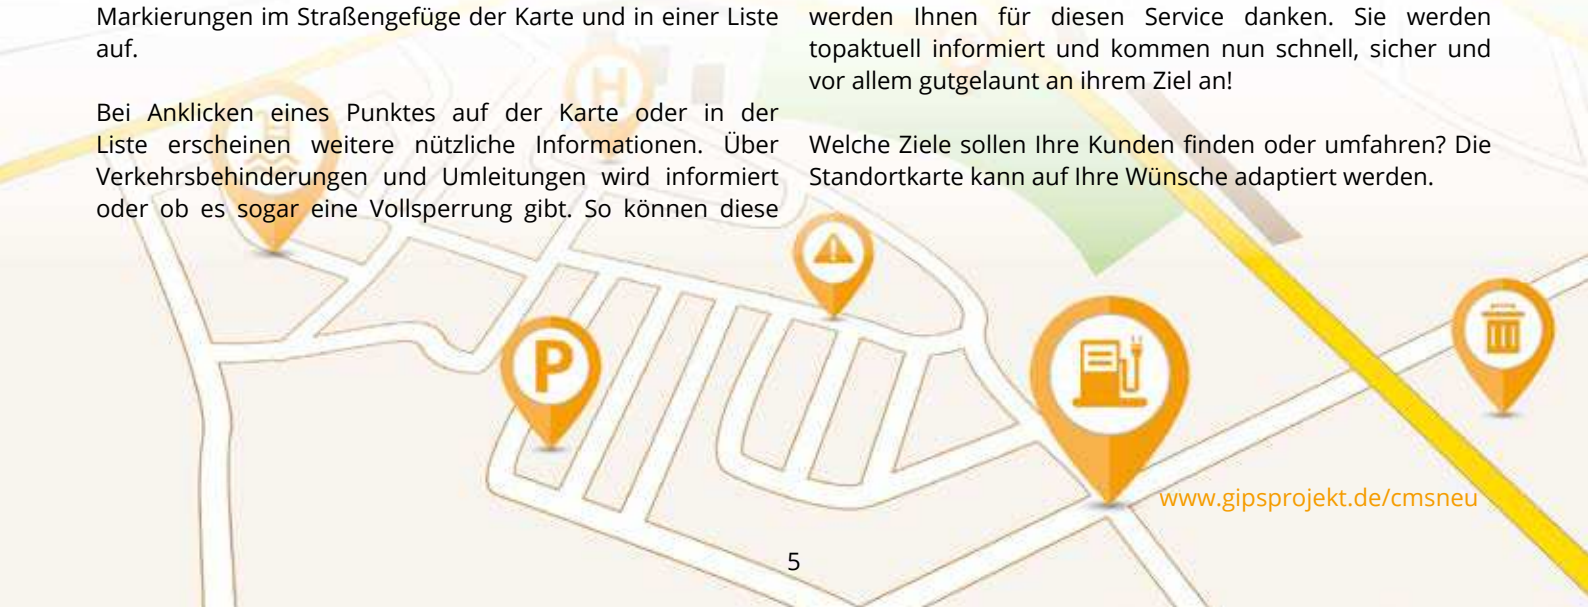 Markierungen im Straßengefüge der Karte und in einer Liste
auf.
Bei Anklicken eines Punktes auf der Karte oder in der
Liste erscheinen weitere nützliche Informationen. Über
Verkehrsbehinderungen und Umleitungen wird informiert
oder ob es sogar eine Vollsperrung gibt. So können diese
werden Ihnen für diesen Service danken. Sie werden
topaktuell informiert und kommen nun schnell, sicher und
vor allem gutgelaunt an ihrem Ziel an!
Welche Ziele sollen Ihre Kunden finden oder umfahren? Die
Standortkarte kann auf Ihre Wünsche adaptiert werden.
H
P
www.gipsprojekt.de/cmsneu
5